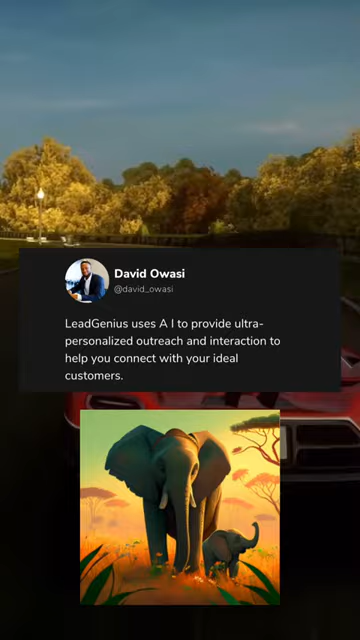 David Owasi
@david_owasi
LeadGenius uses A I to provide ultra-
personalized outreach and interaction to
help you connect with your ideal
customers.